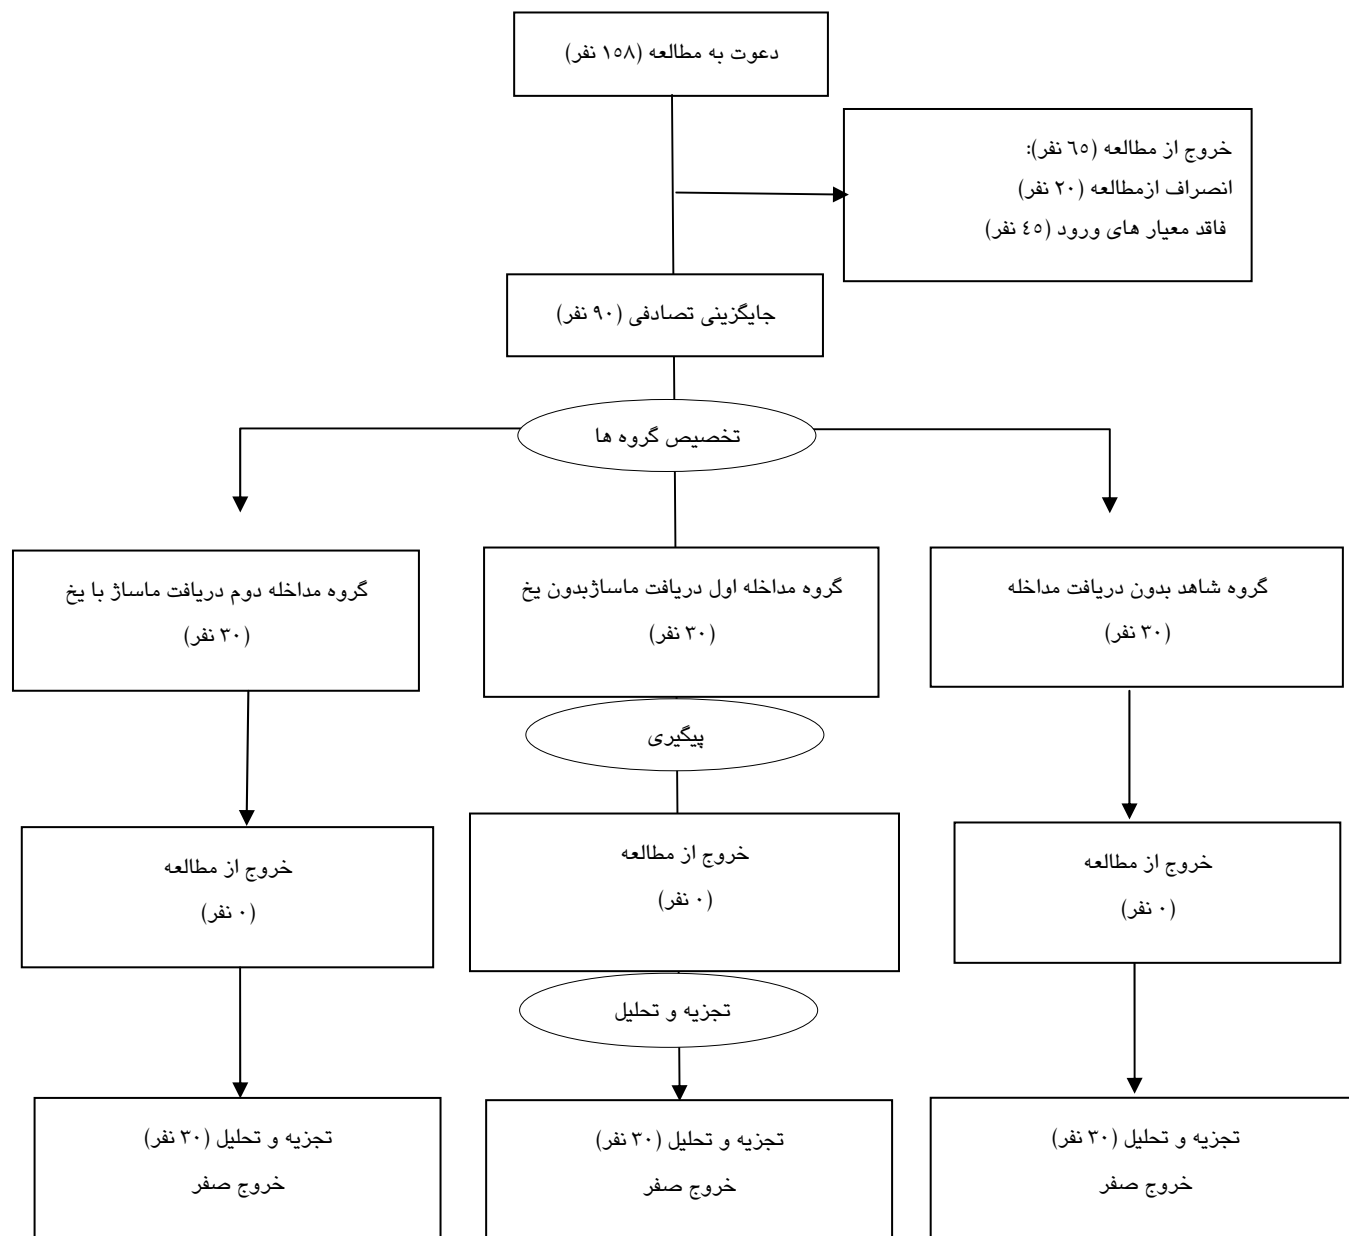 دعوت به مطالعه (۱۵۸ نفر)
خروج از مطالعه (٦٥ نفر):
انصراف ازمطالعه (۲۰ نفر)
فاقد معیار های ورود (٤٥ نفر)
جایگزینی تصادفی (۹۰ نفر)
تخصیص گروه ها
گروه شاهد بدون دریافت مداخله
(۳۰ نفر)
گروه مداخله اول دریافت ماساژبدون یخ
(۳۰ نفر)
گروه مداخله دوم دریافت ماساژ با یخ
(۳۰ نفر)
پیگیری
خروج از مطالعه
(۰ نفر)
خروج از مطالعه
(۰ نفر)
خروج از مطالعه
(۰ نفر)
تجزیه و تحلیل
تجزیه و تحلیل (۳۰ نفر)
خروج صفر
تجزیه و تحلیل (۳۰ نفر)
خروج صفر
تجزیه و تحلیل (۳۰ نفر)
خروج صفر